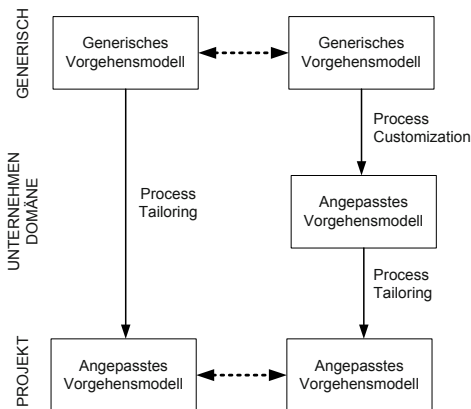 GENERISCH
Generisches
Vorgehensmodell
Generisches
Vorgehensmodell
Process
Customization
UNTERNEHMEN
DOMÄNE
Process
Tailoring
Angepasstes
Vorgehensmodell
Process
Tailoring
PROJEKT
Angepasstes
Vorgehensmodell
Angepasstes
Vorgehensmodell